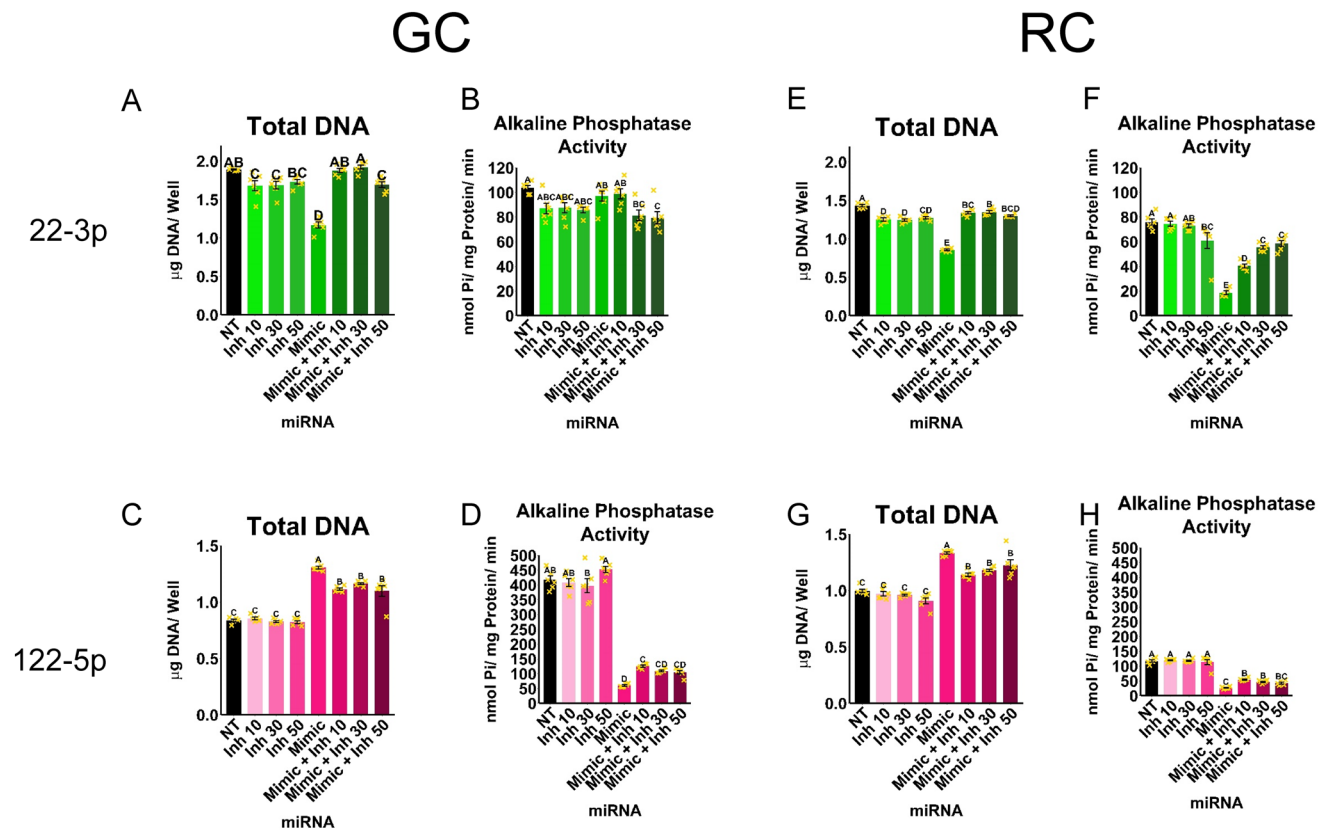 GC RC
A B E F
Total DNA
Alkaline Phosphatase
Activity
Total DNA
Alkaline Phosphatase
Activity
22-3p
μg DNA/ Well
2.0
1.5
1.0
0.5
0.0
AB C C BC D AB A C
NT Inh 10 Inh 30 Inh 50 Mimic Mimic + Inh 10 Mimic + Inh 30 Mimic + Inh 50
miRNA
nmol Pi/ mg Protein/ min
120
100
80
60
40
20
0
A ABC ABC ABC AB AB BC C
NT Inh 10 Inh 30 Inh 50 Mimic Mimic + Inh 10 Mimic + Inh 30 Mimic + Inh 50
miRNA
μg DNA/ Well
2.0
1.5
1.0
0.5
0.0
A D D CD E BC B BCD
NT Inh 10 Inh 30 Inh 50 Mimic Mimic + Inh 10 Mimic + Inh 30 Mimic + Inh 50
miRNA
nmol Pi/ mg Protein/ min
120
100
80
60
40
20
0
A A AB BC E D C C
NT Inh 10 Inh 30 Inh 50 Mimic Mimic + Inh 10 Mimic + Inh 30 Mimic + Inh 50
miRNA
C D G H
Total DNA
Alkaline Phosphatase
Activity
Total DNA
Alkaline Phosphatase
Activity
122-5p
μg DNA/ Well
1.5
1.0
0.5
0.0
C C C C A B B B
NT Inh 10 Inh 30 Inh 50 Mimic Mimic + Inh 10 Mimic + Inh 30 Mimic + Inh 50
miRNA
nmol Pi/ mg Protein/ min
500
450
400
350
300
250
200
150
100
50
0
AB AB B A D C CD CD
NT Inh 10 Inh 30 Inh 50 Mimic Mimic + Inh 10 Mimic + Inh 30 Mimic + Inh 50
miRNA
μg DNA/ Well
1.5
1.0
0.5
0.0
C C C C A B B B
NT Inh 10 Inh 30 Inh 50 Mimic Mimic + Inh 10 Mimic + Inh 30 Mimic + Inh 50
miRNA
nmol Pi/ mg Protein/ min
500
450
400
350
300
250
200
150
100
50
0
A A A A C B B BC
NT Inh 10 Inh 30 Inh 50 Mimic Mimic + Inh 10 Mimic + Inh 30 Mimic + Inh 50
miRNA